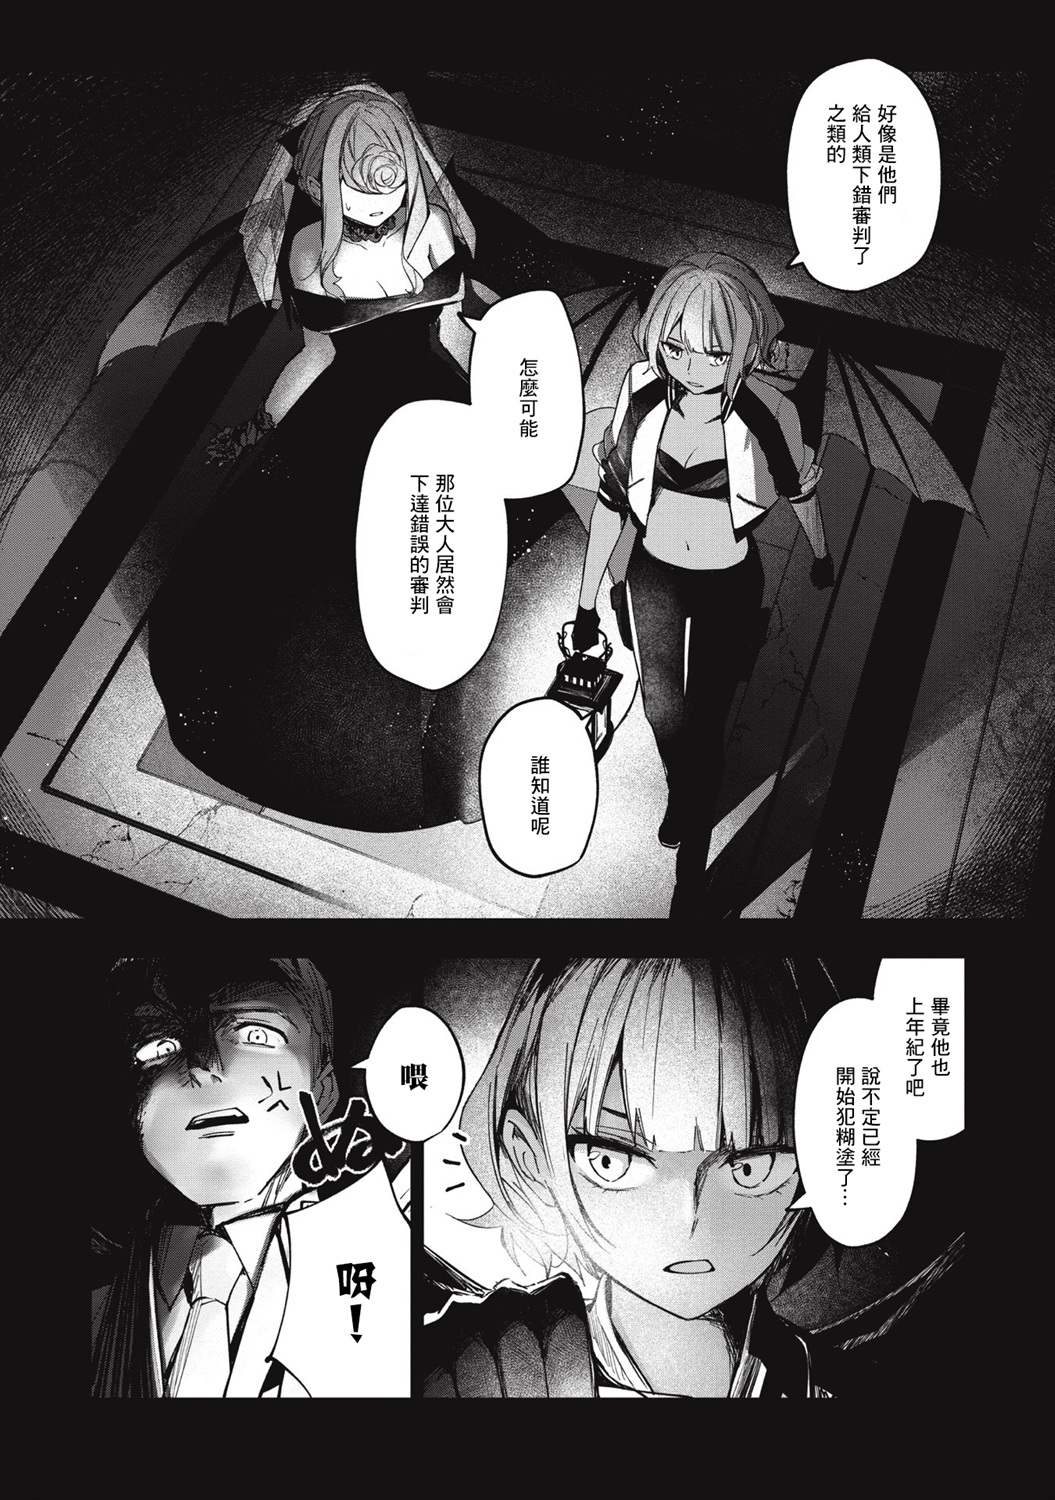 好像是他們
給人類下錯審判了
之類的
怎麼可能
那位大人居然會
下達錯誤的審判
誰知道呢
畢竟他也
上年紀了吧
說不定已經
開始犯糊塗了…
喂
ぬっ
呀！